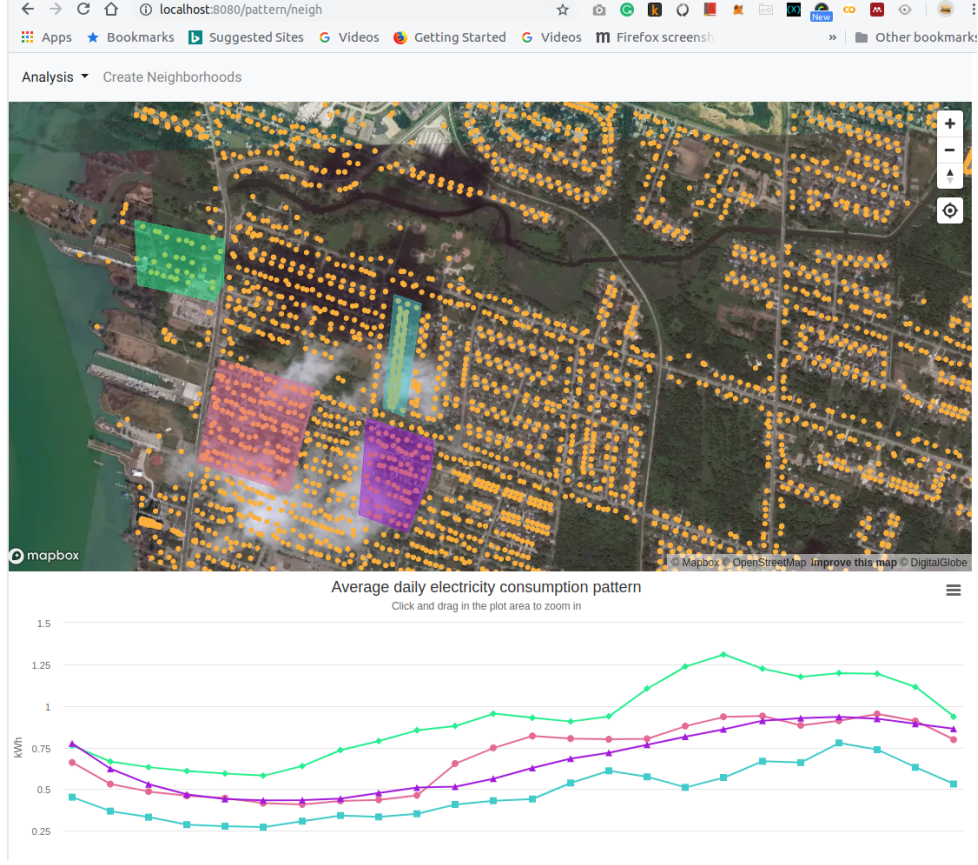 localhost:8080/pattern/neigh
New
Apps Bookmarks Suggested Sites Videos Getting Started Videos Firefox screensh » Other bookmarks
Analysis Create Neighborhoods
mapbox
© Mapbox © OpenStreetMap Improve this map © DigitalGlobe
Average daily electricity consumption pattern
Click and drag in the plot area to zoom in
1.5
1.25
1
0.75
0.5
0.25
kWh